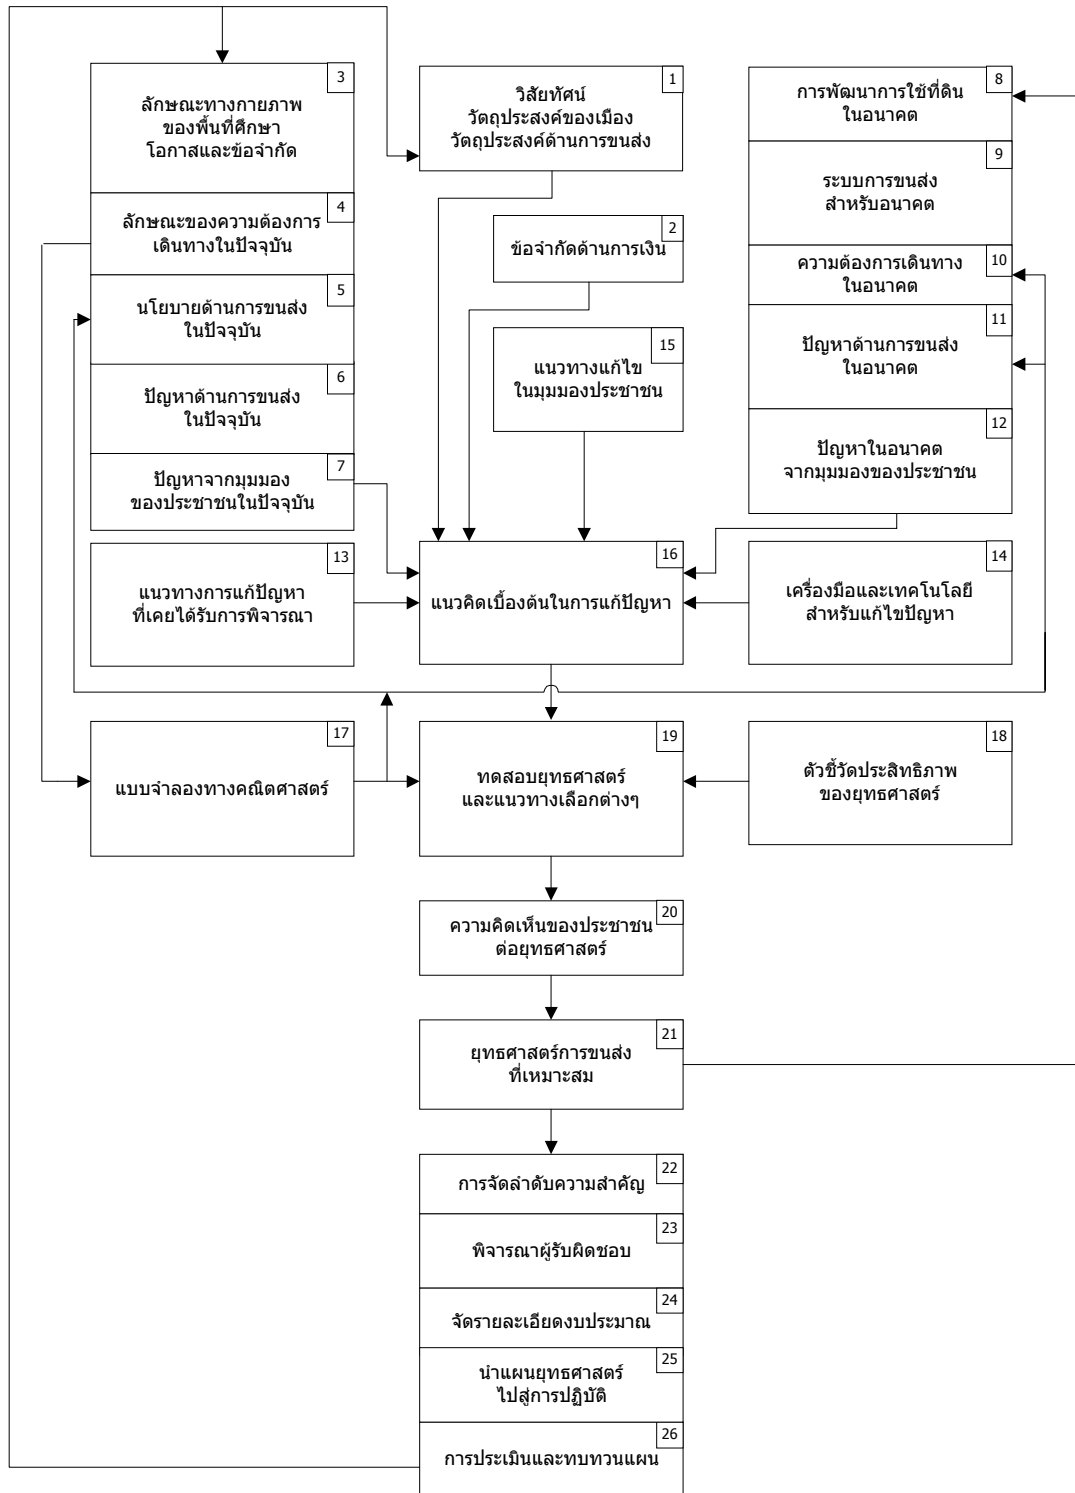 3
ลักษณะทางกายภาพ
ของพื้นที่ศึกษา
โอกาสและข้อจำกัด
4
ลักษณะของความต้องการ
เดินทางในปัจจุบัน
5
นโยบายด้านการขนส่ง
ในปัจจุบัน
6
ปัญหาด้านการขนส่ง
ในปัจจุบัน
7
ปัญหาจากมุมมอง
ของประชาชนในปัจจุบัน
1
วิสัยทัศน์
วัตถุประสงค์ของเมือง
วัตถุประสงค์ด้านการขนส่ง
2
ข้อจำกัดด้านการเงิน
15
แนวทางแก้ไข
ในมุมมองประชาชน
8
การพัฒนาการใช้ที่ดิน
ในอนาคต
9
ระบบการขนส่ง
สำหรับอนาคต
10
ความต้องการเดินทาง
ในอนาคต
11
ปัญหาด้านการขนส่ง
ในอนาคต
12
ปัญหาในอนาคต
จากมุมมองของประชาชน
13
แนวทางการแก้ปัญหา
ที่เคยได้รับการพิจารณา
16
แนวคิดเบื้องต้นในการแก้ปัญหา
14
เครื่องมือและเทคโนโลยี
สำหรับแก้ไขปัญหา
17
แบบจำลองทางคณิตศาสตร์
19
ทดสอบยุทธศาสตร์
และแนวทางเลือกต่างๆ
18
ตัวชี้วัดประสิทธิภาพ
ของยุทธศาสตร์
20
ความคิดเห็นของประชาชน
ต่อยุทธศาสตร์
21
ยุทธศาสตร์การขนส่ง
ที่เหมาะสม
22
การจัดลำดับความสำคัญ
23
พิจารณาผู้รับผิดชอบ
24
จัดรายละเอียดงบประมาณ
25
นำแผนยุทธศาสตร์
ไปสู่การปฏิบัติ
26
การประเมินและทบทวนแผน